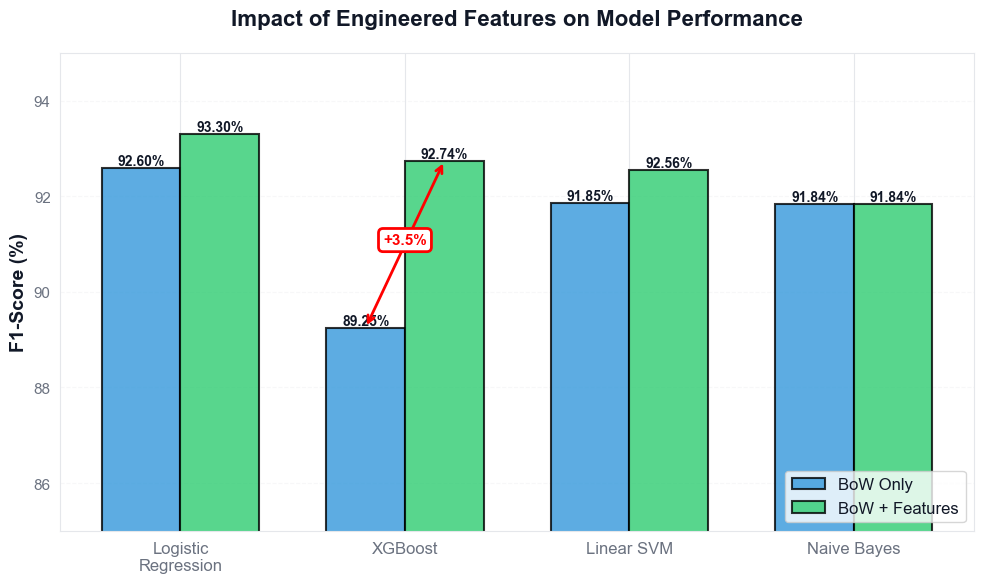 Impact of Engineered Features on Model Performance
F1-Score (%)
94
92
90
88
86
92.60%
93.30%
89.25%
92.74%
+3.5%
91.85%
92.56%
91.84%
91.84%
BoW Only
BoW + Features
Logistic
Regression
XGBoost
Linear SVM
Naive Bayes